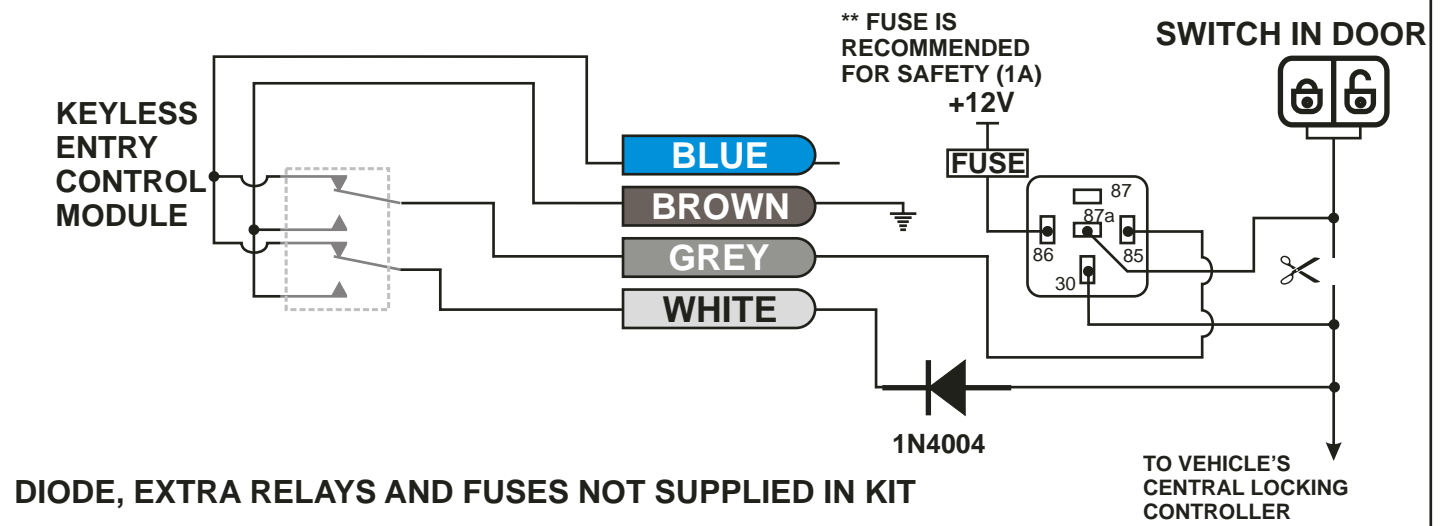 ** FUSE IS
RECOMMENDED
FOR SAFETY (1A)
+12V
SWITCH IN DOOR
KEYLESS
ENTRY
CONTROL
MODULE
BLUE
BROWN
GREY
WHITE
FUSE
87
87a
86
85
30
1N4004
TO VEHICLE'S
CENTRAL LOCKING
CONTROLLER
DIODE, EXTRA RELAYS AND FUSES NOT SUPPLIED IN KIT